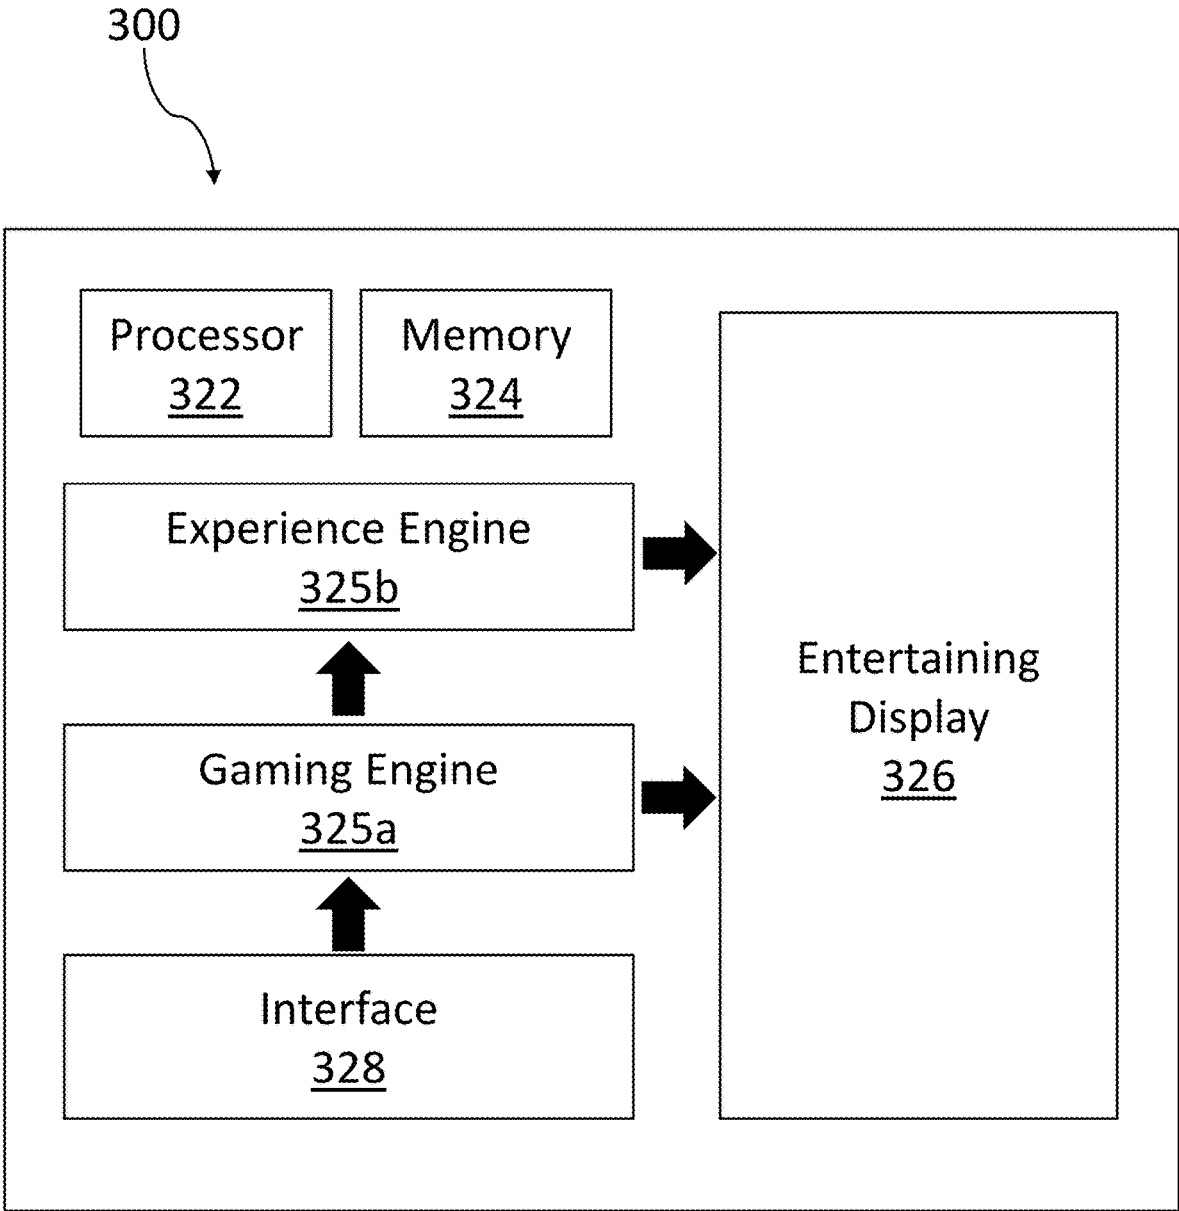 300
Processor
322
Memory
324
Experience Engine
325b
Entertaining
Display
326
Gaming Engine
325a
Interface
328